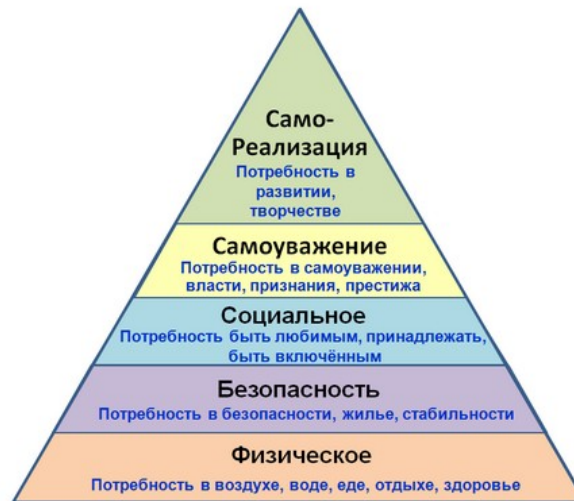 Само-
Реализация
Потребность в
развитии,
творчестве
Самоуважение
Потребность в самоуважении,
власти, признания, престижа
Социальное
Потребность быть любимым, принадлежать,
быть включённым
Безопасность
Потребность в безопасности, жилье, стабильности
Физическое
Потребность в воздухе, воде, еде, отдыхе, здоровье